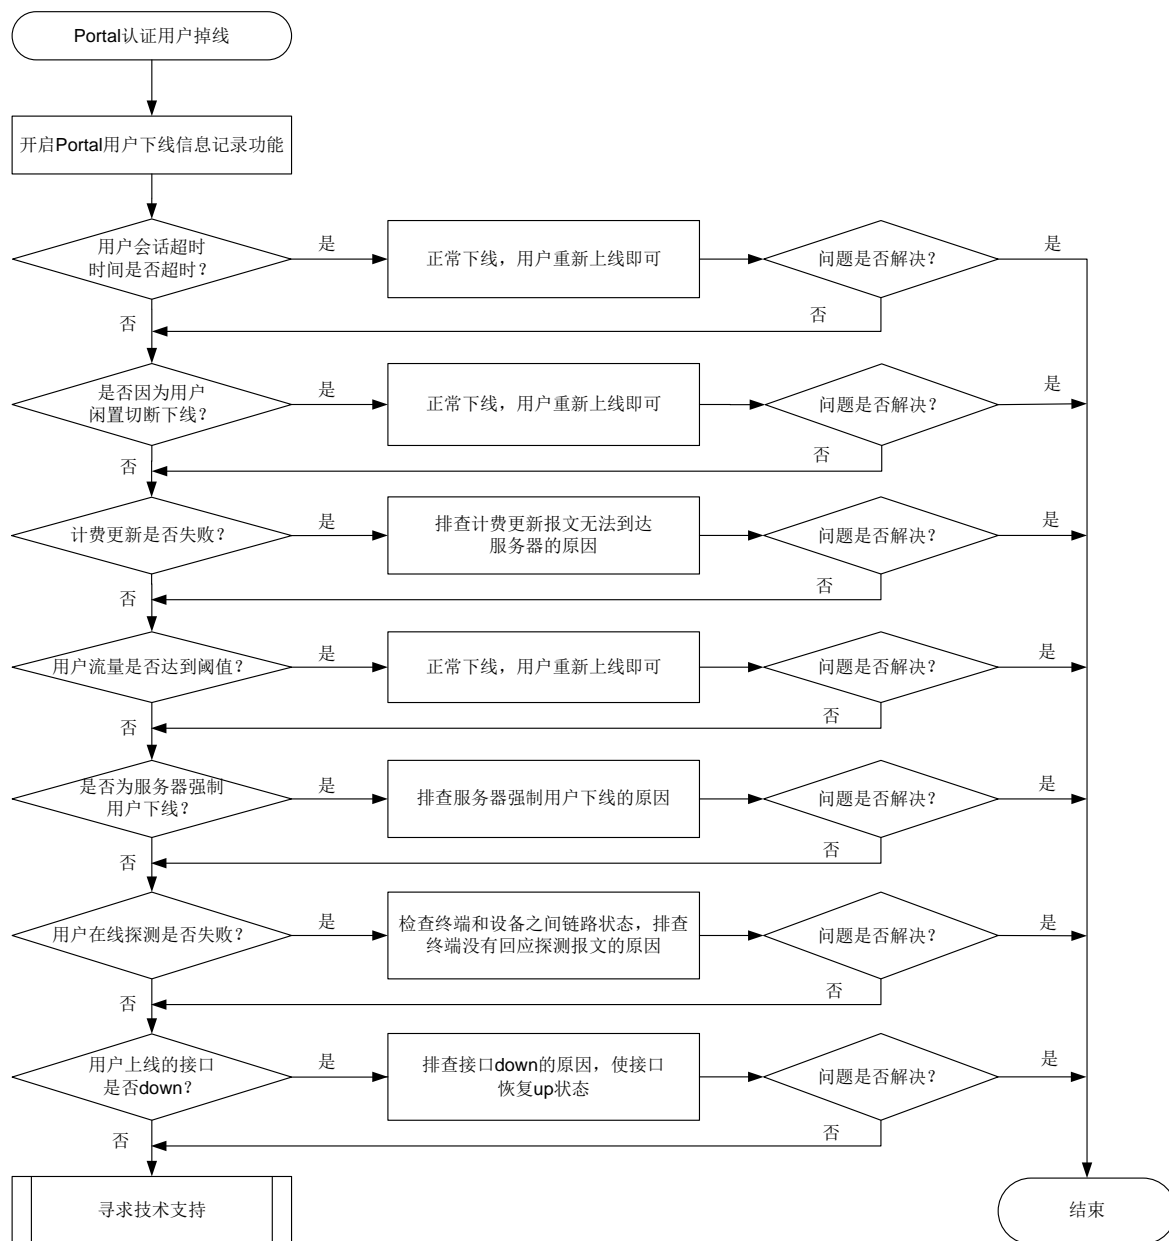 Portal认证用户掉线
开启Portal用户下线信息记录功能
用户会话超时
时间是否超时?
是
正常下线，用户重新上线即可
问题是否解决?
是
否
否
是否因为用户
闲置切断下线?
是
正常下线，用户重新上线即可
问题是否解决?
是
否
否
计费更新是否失败?
是
排查计费更新报文无法到达
服务器的原因
问题是否解决?
是
否
否
用户流量是否达到阈值?
是
正常下线，用户重新上线即可
问题是否解决?
是
否
否
是否为服务器强制
用户下线?
是
排查服务器强制用户下线的原因
问题是否解决?
是
否
否
用户在线探测是否失败?
是
检查终端和设备之间链路状态，排查
终端没有回应探测报文的原因
问题是否解决?
是
否
否
用户上线的接口
是否down?
是
排查接口down的原因，使接口
恢复up状态
问题是否解决?
是
否
否
寻求技术支持
结束